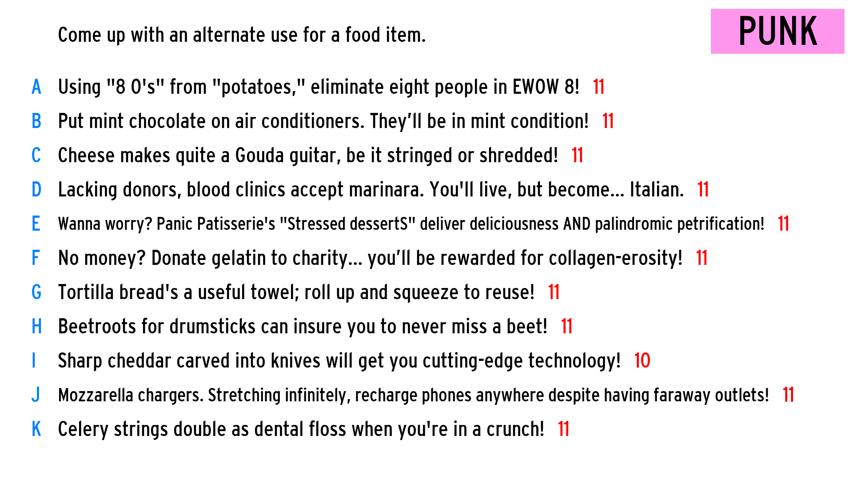 Come up with an alternate use for a food item.
PUNK
A Using "8 O's" from "potatoes," eliminate eight people in EWOW 8! 11
B Put mint chocolate on air conditioners. They'll be in mint condition! 11
C Cheese makes quite a Gouda guitar, be it stringed or shredded! 11
D Lacking donors, blood clinics accept marinara. You'll live, but become... Italian. 11
E Wanna worry? Panic Patisserie's "Stressed dessertS" deliver deliciousness AND palindromic petrification! 11
F No money? Donate gelatin to charity... you'll be rewarded for collagen-erosity! 11
G Tortilla bread's a useful towel; roll up and squeeze to reuse! 11
H Beetroots for drumsticks can insure you to never miss a beet! 11
I Sharp cheddar carved into knives will get you cutting-edge technology! 10
J Mozzarella chargers. Stretching infinitely, recharge phones anywhere despite having faraway outlets! 11
K Celery strings double as dental floss when you're in a crunch! 11